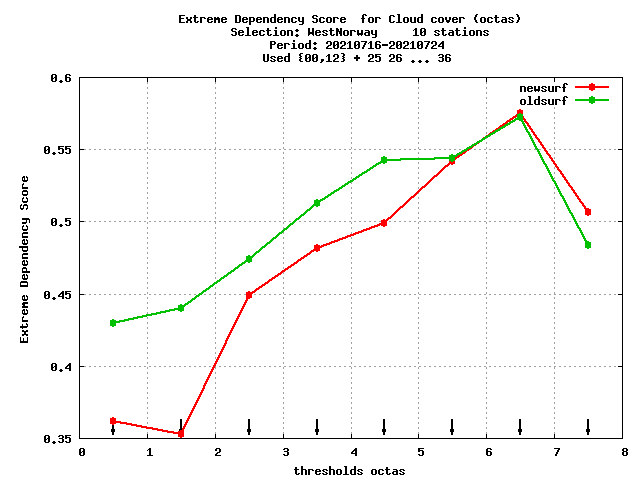 Extreme Dependency Score  for Cloud cover (octas)
Selection: WestNorway     10 stations
Period: 20210716-20210724
Used {00,12} + 25 26 ... 36
newsurf
oldsurf
Extreme Dependency Score
0.6
0.55
0.5
0.45
0.4
0.35
0 1 2 3 4 5 6 7 8
thresholds octas